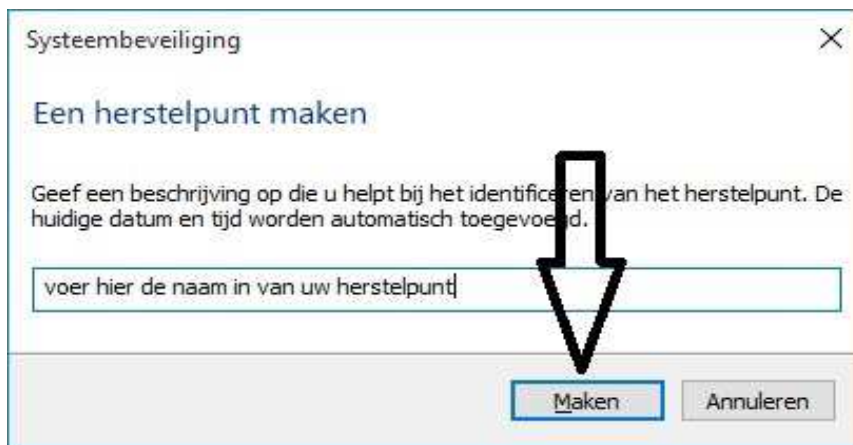 Systeembeveiliging
Een herstelpunt maken
Geef een beschrijving op die u helpt bij het identificeren van het herstelpunt. De
huidige datum en tijd worden automatisch toegevoegd.
voer hier de naam in van uw herstelpunt
Maken
Annuleren